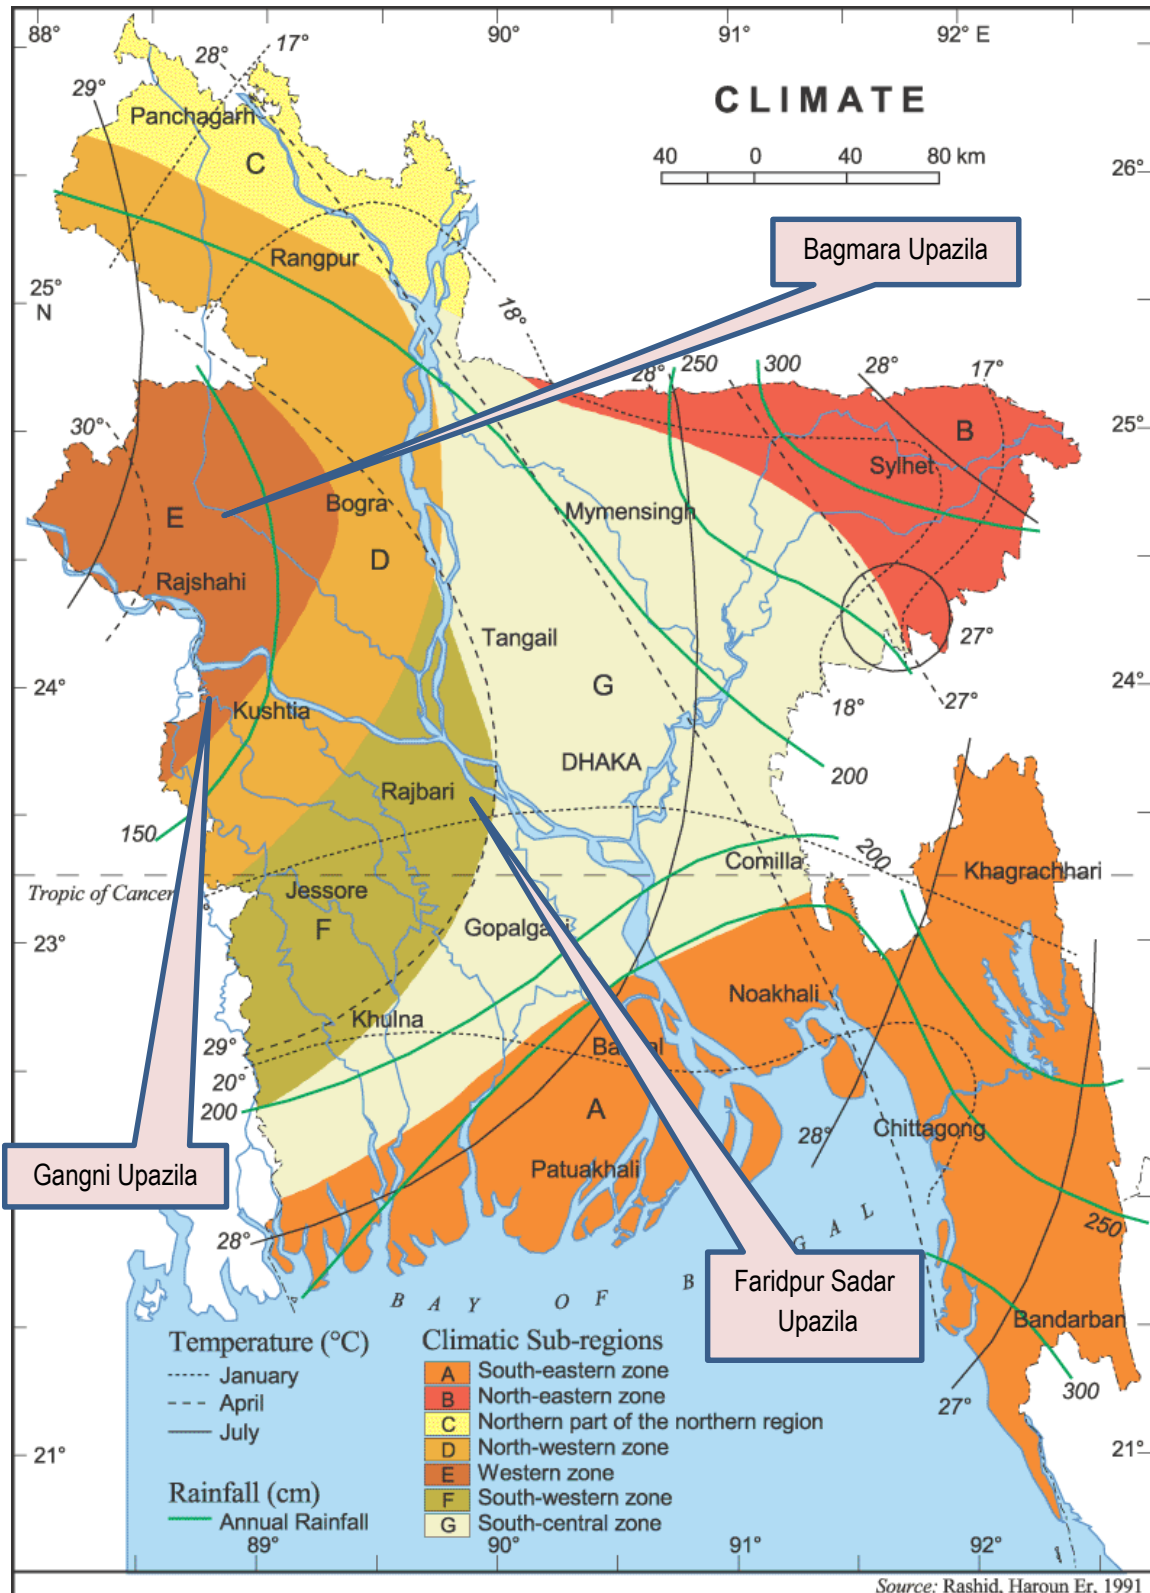 88°
90°
91°
92° E
28°
17°
29°
CLIMATE
Panchagarh
40 0 40 80 km
26°
C
Bagmara Upazila
Rangpur
25°
N
18°
28°
250
300
28°
17°
30°
B
25°
Sylhet
Bogra
Mymensingh
E
D
Rajshahi
Tangail
27°
24°
G
24°
18°
27°
Kushtia
DHAKA
200
Rajbari
150
200
Comilla
Khagrachhari
Tropic of Cancer
Jessore
Gopalganj
F
23°
23°
Noakhali
Khulna
29°
Barisal
20°
200
A
28°
Chittagong
Gangni Upazila
Patuakhali
250
28°
BAY OF B GAL
Faridpur Sadar
Upazila
Bandarban
Temperature (°C)
January
April
July
Rainfall (cm)
Annual Rainfall
Climatic Sub-regions
A South-eastern zone
B North-eastern zone
C Northern part of the northern region
D North-western zone
E Western zone
F South-western zone
G South-central zone
300
27°
21°
21°
89°
90°
91°
92°
Source: Rashid, Haroun Er, 1991